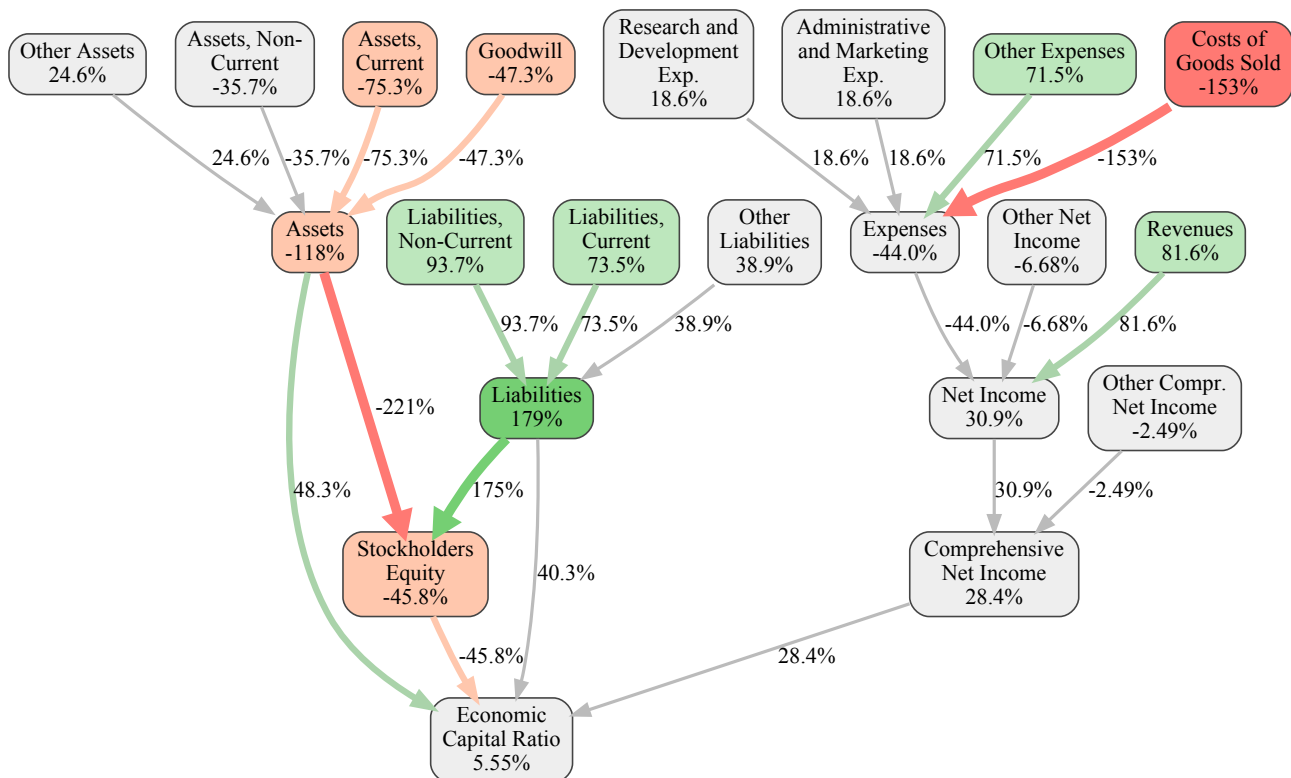 Other Assets
24.6%
Assets, Non-
Current
-35.7%
Assets,
Current
-75.3%
Goodwill
-47.3%
Research and
Development
Exp.
18.6%
Administrative
and Marketing
Exp.
18.6%
Other Expenses
71.5%
Costs of
Goods Sold
-153%
24.6%
-35.7%
-75.3%
-47.3%
18.6%
18.6%
71.5%
-153%
Assets
-118%
Liabilities,
Non-Current
93.7%
Liabilities,
Current
73.5%
Other
Liabilities
38.9%
Expenses
-44.0%
Other Net
Income
-6.68%
Revenues
81.6%
93.7%
73.5%
38.9%
-44.0%
-6.68%
81.6%
-221%
Liabilities
179%
Net Income
30.9%
Other Compr.
Net Income
-2.49%
48.3%
175%
30.9%
-2.49%
Stockholders
Equity
-45.8%
40.3%
Comprehensive
Net Income
28.4%
-45.8%
28.4%
Economic
Capital Ratio
5.55%